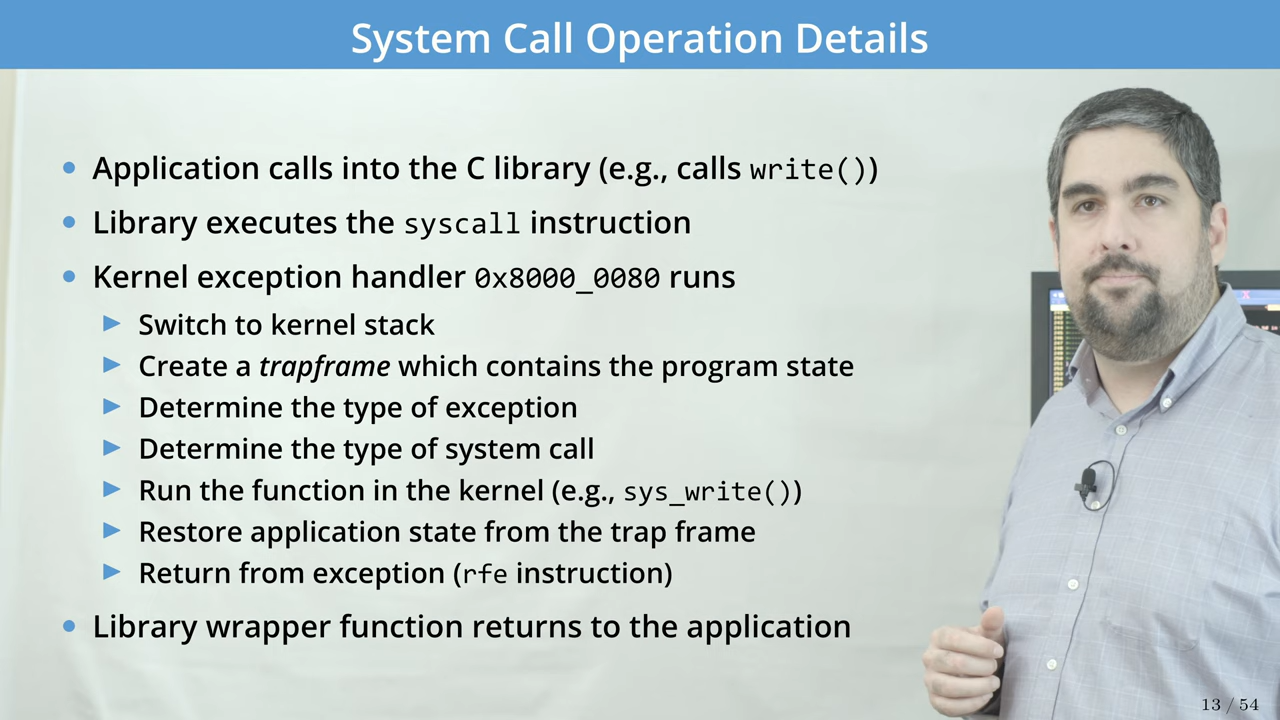 System Call Operation Details
Application calls into the C library (e.g., calls write())
Library executes the syscall instruction
Kernel exception handler 0x8000_0080 runs
Switch to kernel stack
Create a trapframe which contains the program state
Determine the type of exception
Determine the type of system call
Run the function in the kernel (e.g., sys_write())
Restore application state from the trap frame
Return from exception (rfe instruction)
Library wrapper function returns to the application
13 / 54